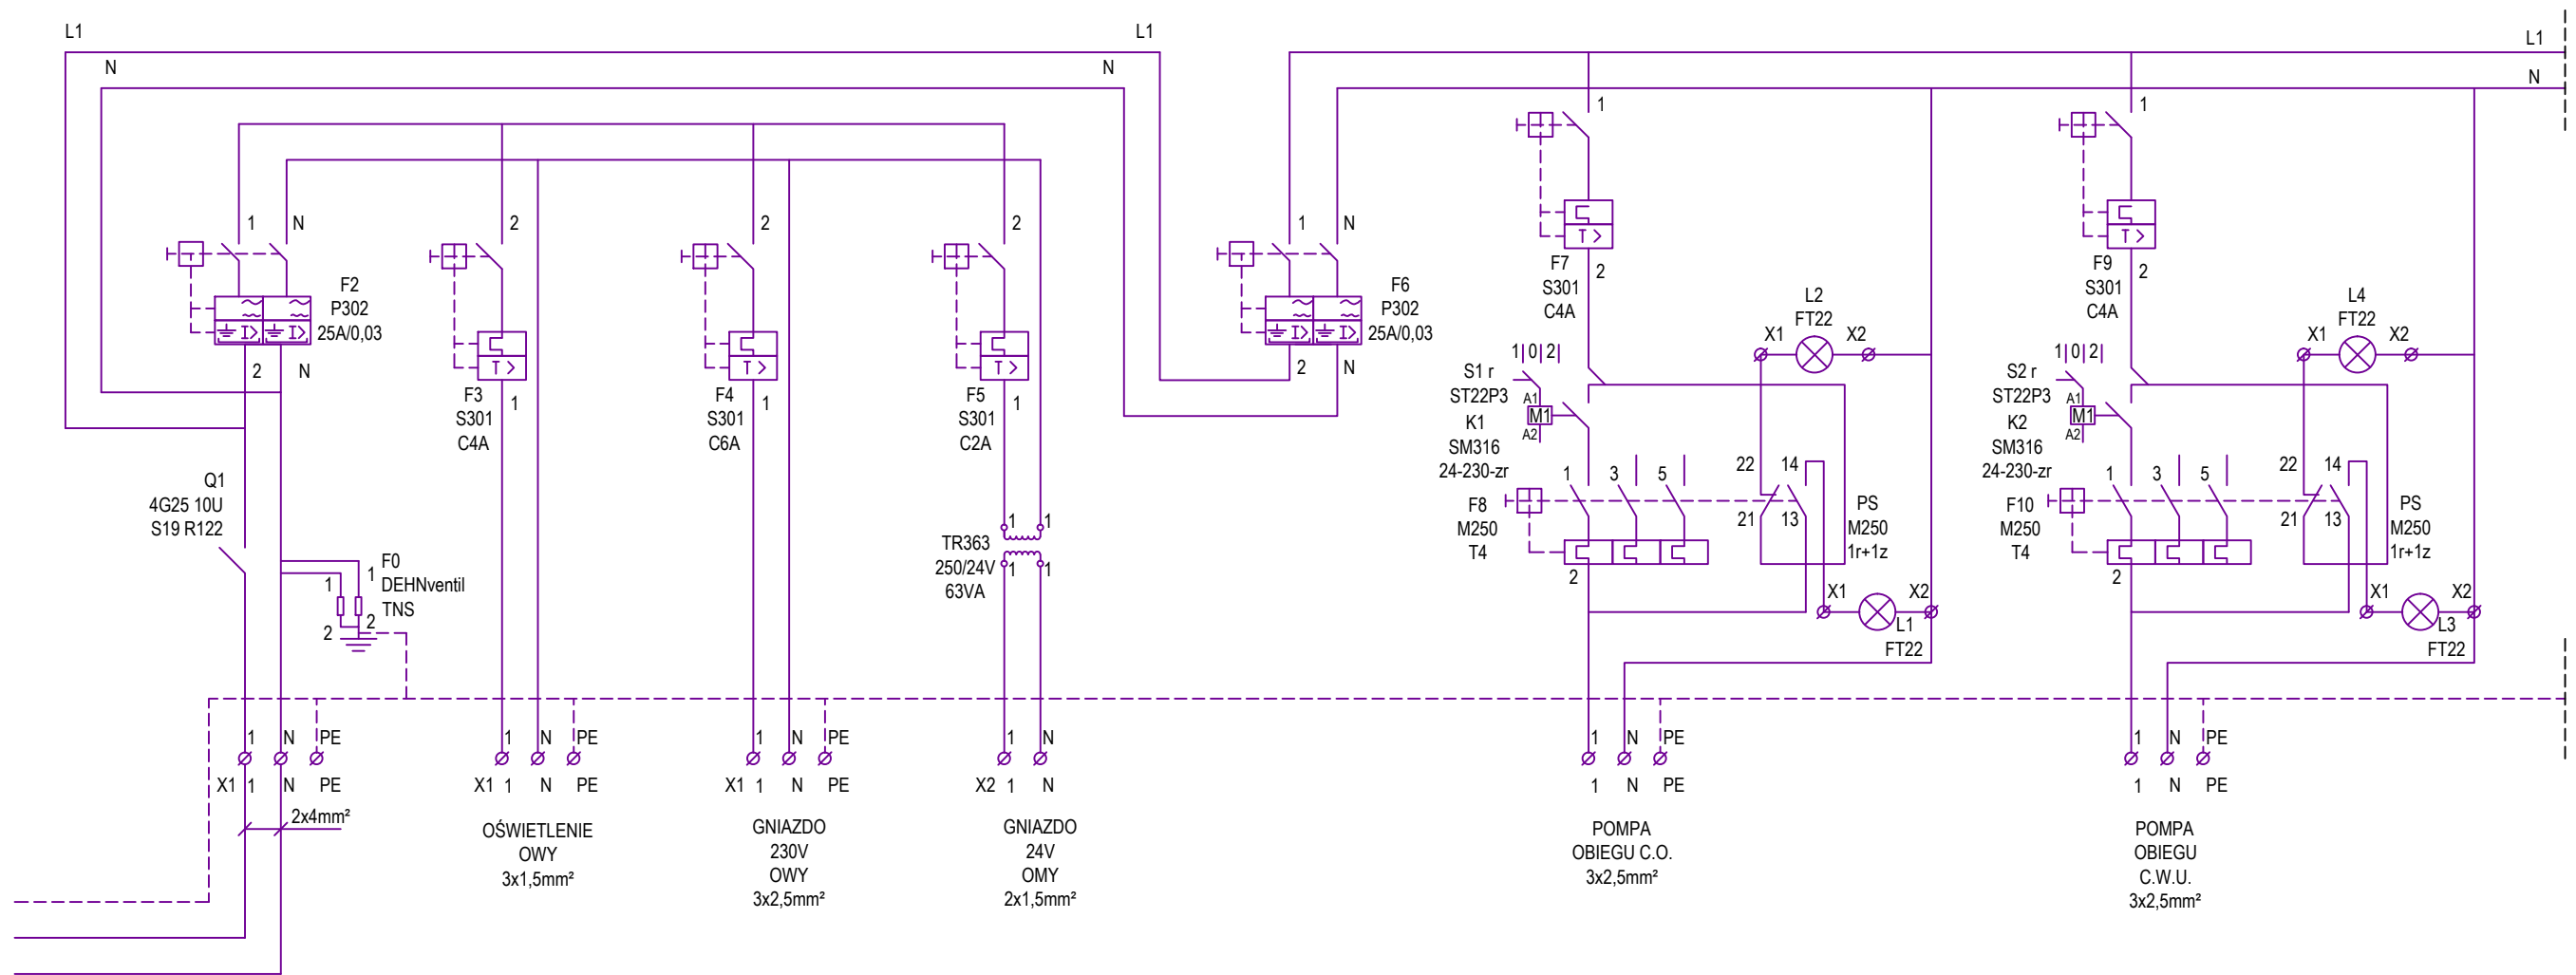 L1
N
L1
N
L1
N
1
N
F2
P302
25A/0,03
2
N
2
F3
S301
C4A
1
2
F4
S301
C6A
1
2
F5
S301
C2A
1
1
N
F6
P302
25A/0,03
2
N
Q1
4G25 10U
S19 R122
F0
DEHNventil
TNS
1
1
2
2
1 1
TR363
250/24V
63VA
1 1
1
F7
S301
C4A
2
1|0|2|
S1 r
ST22P3
A1
M1
A2
K1
SM316
24-230-zr
1 3 5
F8
M250
T4
2
L2
FT22
X1 X2
22 14
21 13
PS
M250
1r+1z
X1 X2
L1
FT22
1
F9
S301
C4A
2
1|0|2|
S2 r
ST22P3
A1
M1
A2
K2
SM316
24-230-zr
1 3 5
F10
M250
T4
2
L4
FT22
X1 X2
22 14
21 13
PS
M250
1r+1z
X1 X2
L3
FT22
1 N PE
X1 1 N PE
2x4mm²
1 N PE
X1 1 N PE
OŚWIETLENIE
OWY
3x1,5mm²
1 N PE
X1 1 N PE
GNIAZDO
230V
OWY
3x2,5mm²
1 N
X2 1 N
GNIAZDO
24V
OMY
2x1,5mm²
1 N PE
1 N PE
POMPA
OBIEGU C.O.
3x2,5mm²
1 N PE
1 N PE
POMPA
OBIEGU
C.W.U.
3x2,5mm²